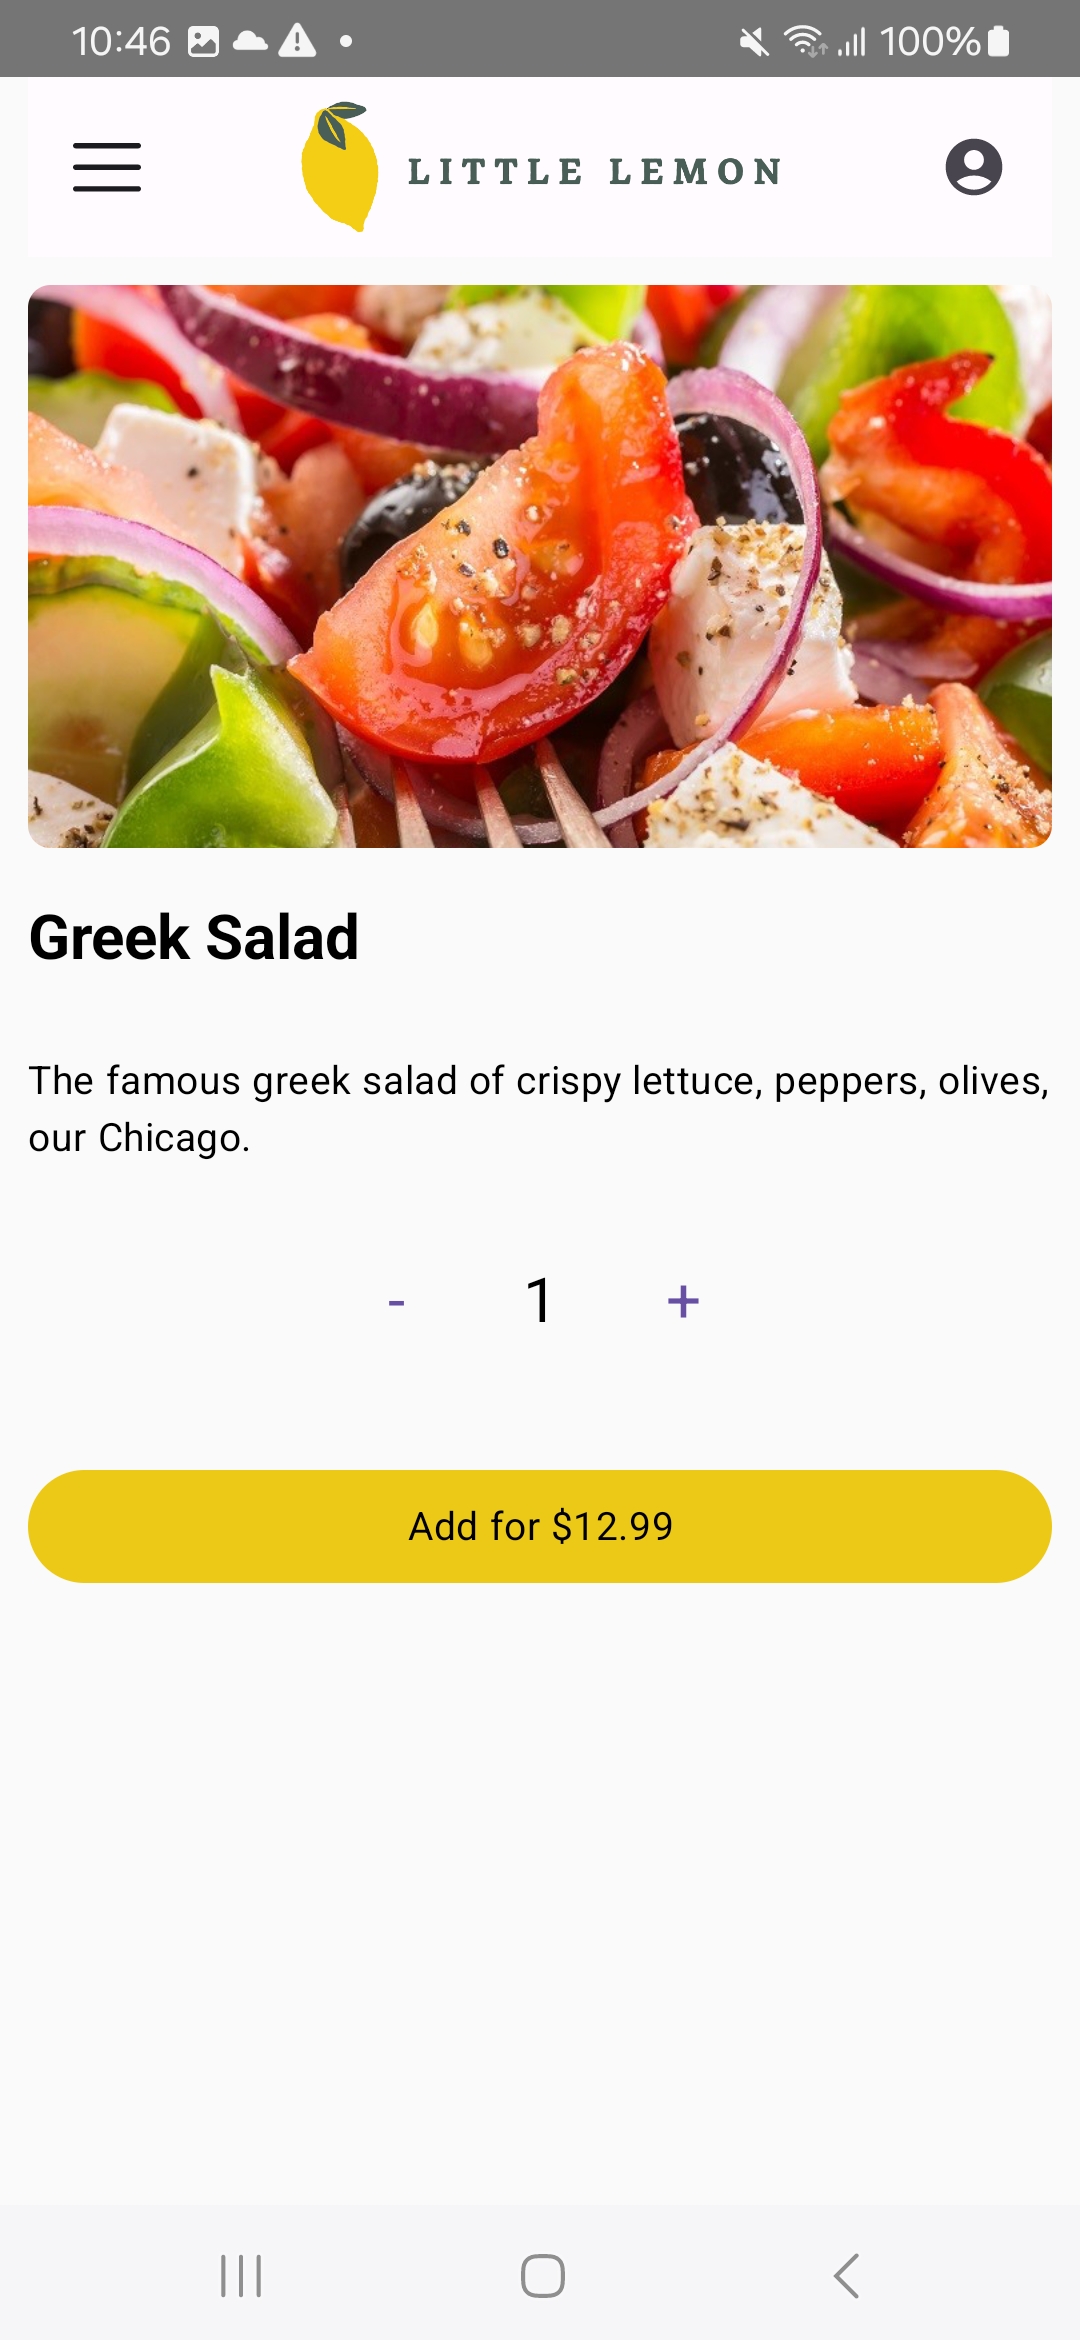 10:46 100%
LITTLE LEMON
Greek Salad
The famous greek salad of crispy lettuce, peppers, olives,
our Chicago.
- 1 +
Add for $12.99